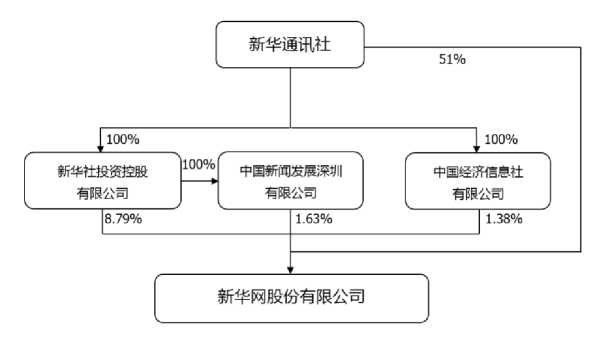 新华通讯社
51%
100%
100%
新华社投资控股
有限公司
100%
中国新闻发展深圳
有限公司
中国经济信息社
有限公司
8.79%
1.63%
1.38%
新华网股份有限公司